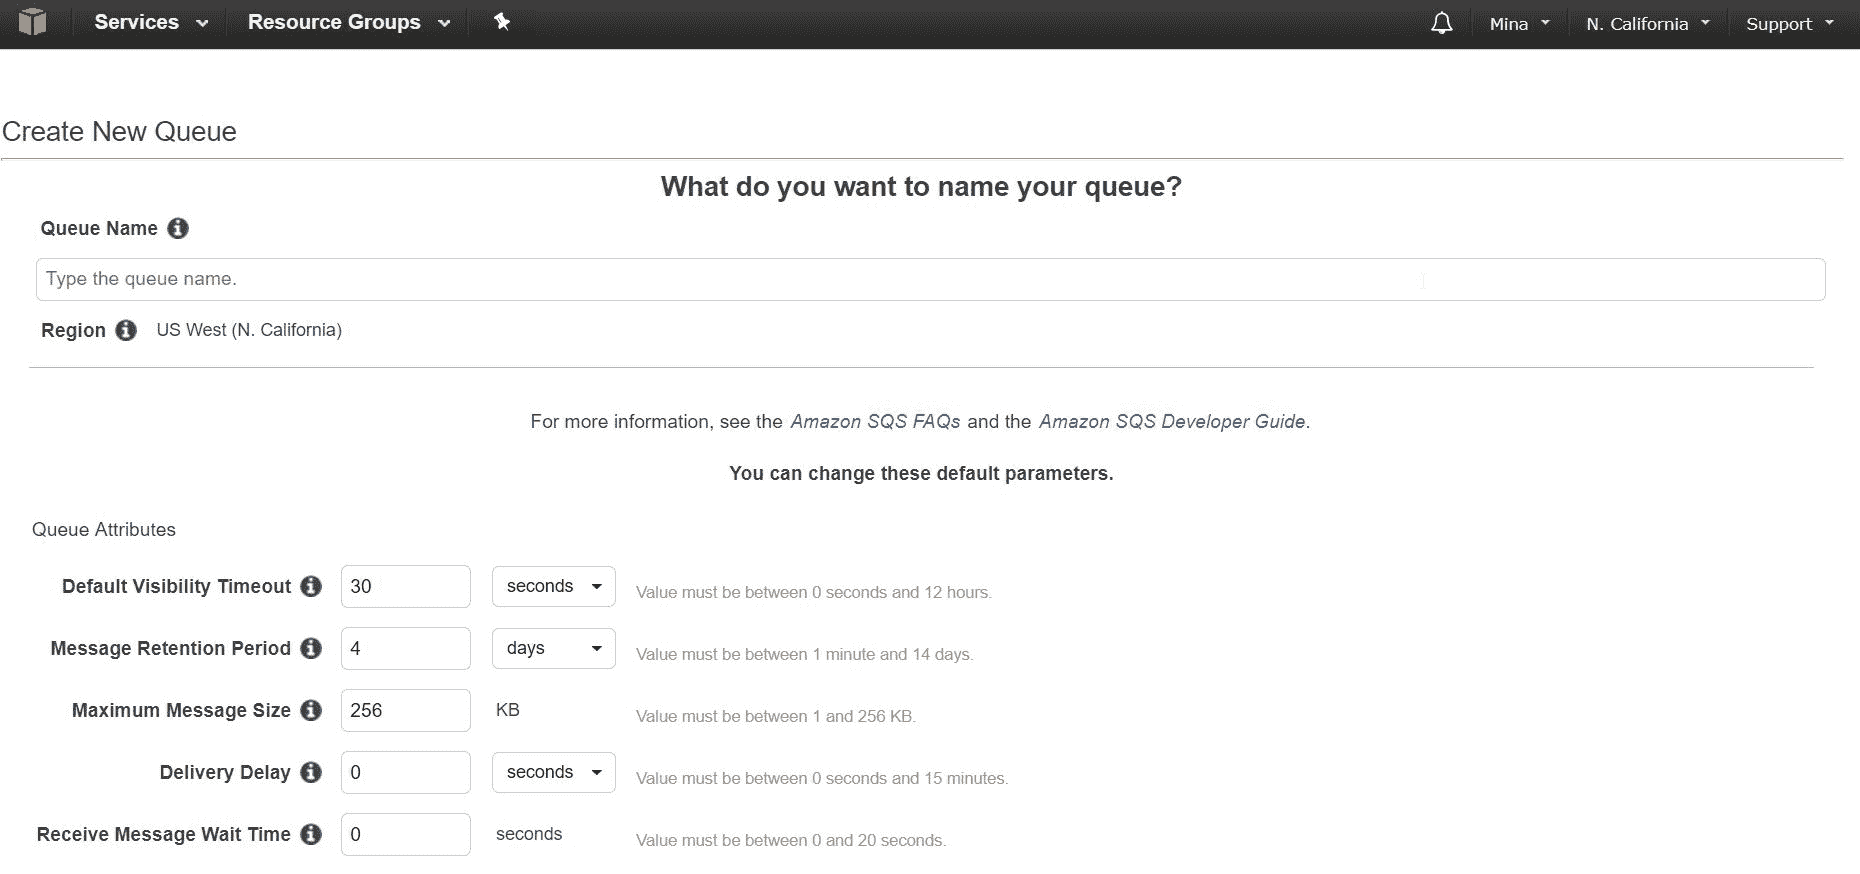 Services Resource Groups Mina N. California Support
Create New Queue
What do you want to name your queue?
Queue Name
Type the queue name.
Region US West (N. California)
For more information, see the Amazon SQS FAQs and the Amazon SQS Developer Guide.
You can change these default parameters.
Queue Attributes
Default Visibility Timeout 30 seconds Value must be between 0 seconds and 12 hours.
Message Retention Period 4 days Value must be between 1 minute and 14 days.
Maximum Message Size 256 KB Value must be between 1 and 256 KB.
Delivery Delay 0 seconds Value must be between 0 seconds and 15 minutes.
Receive Message Wait Time 0 seconds Value must be between 0 and 20 seconds.